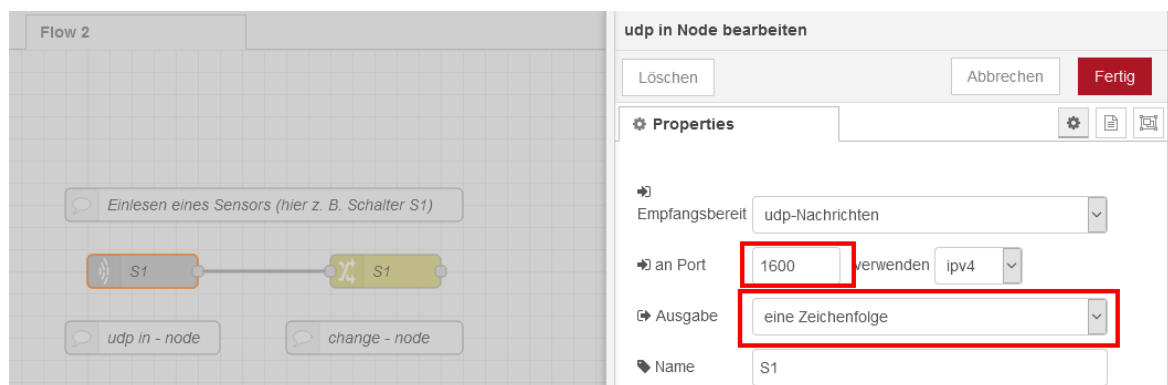 Flow 2
Einlesen eines Sensors (hier z. B. Schalter S1)
S1
S1
udp in - node
change - node
udp in Node bearbeiten
Löschen
Abbrechen
Fertig
Properties
Empfangsbereit
udp-Nachrichten
an Port
1600
verwenden
ipv4
Ausgabe
eine Zeichenfolge
Name
S1